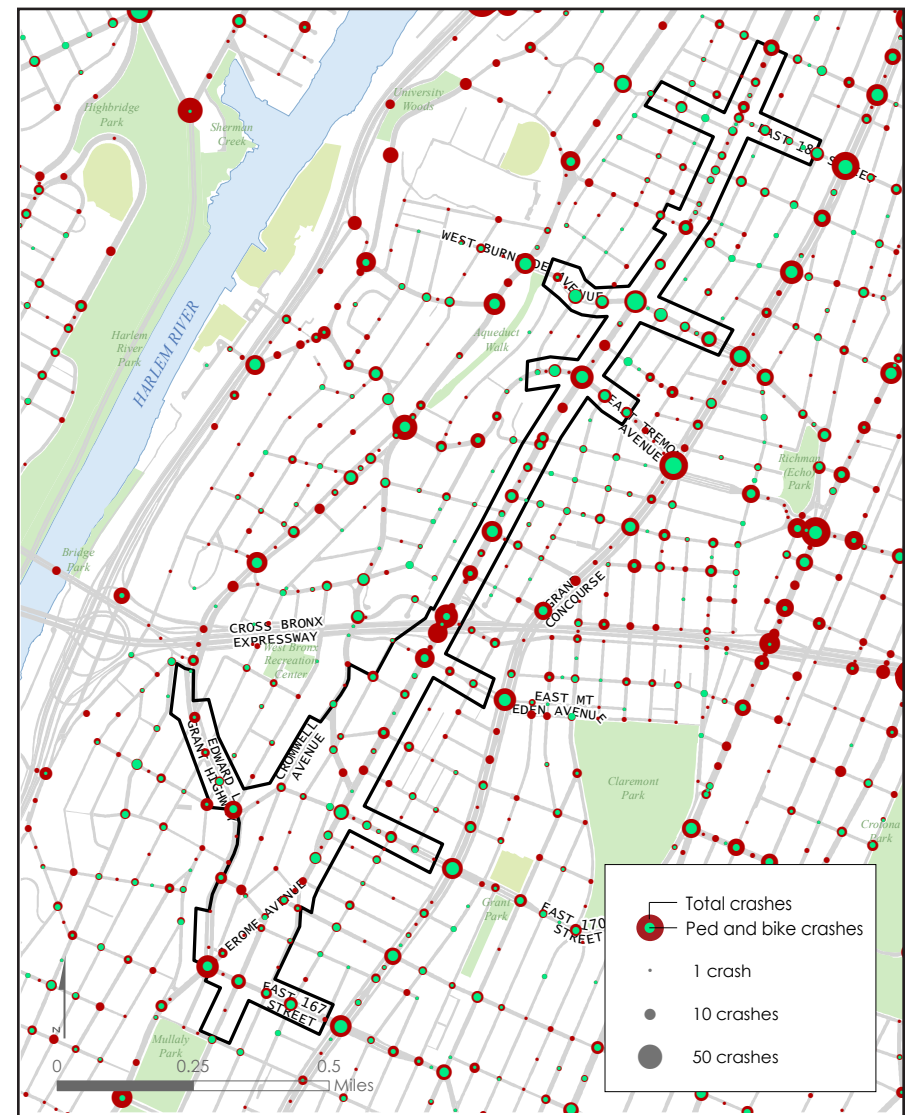 University
Woods
Highbridge
Park
Sherman
Creek
EAST 18
STREET
WEST BURN
DE AVENUE
HARLEM RIVER
Harlem
River
Park
Aqueduct
Walk
EAST TREMO
AVENUE
Richman
(Echo)
Park
Bridge
Park
GRAND
CONCOURSE
CROSS BRONX
EXPRESSWAY
West Bronx
Recreation
Center
EAST MT
EDEN AVENUE
EDWARD L
GRANT HIGHWAY
CROMWELL
AVENUE
Claremont
Park
Crotona
Park
JEROME AVENUE
Grant
Park
EAST 170
STREET
EAST 167
STREET
Mullaly
Park
N
0
0.25
0.5
Miles
Total crashes
Ped and bike crashes
1 crash
10 crashes
50 crashes